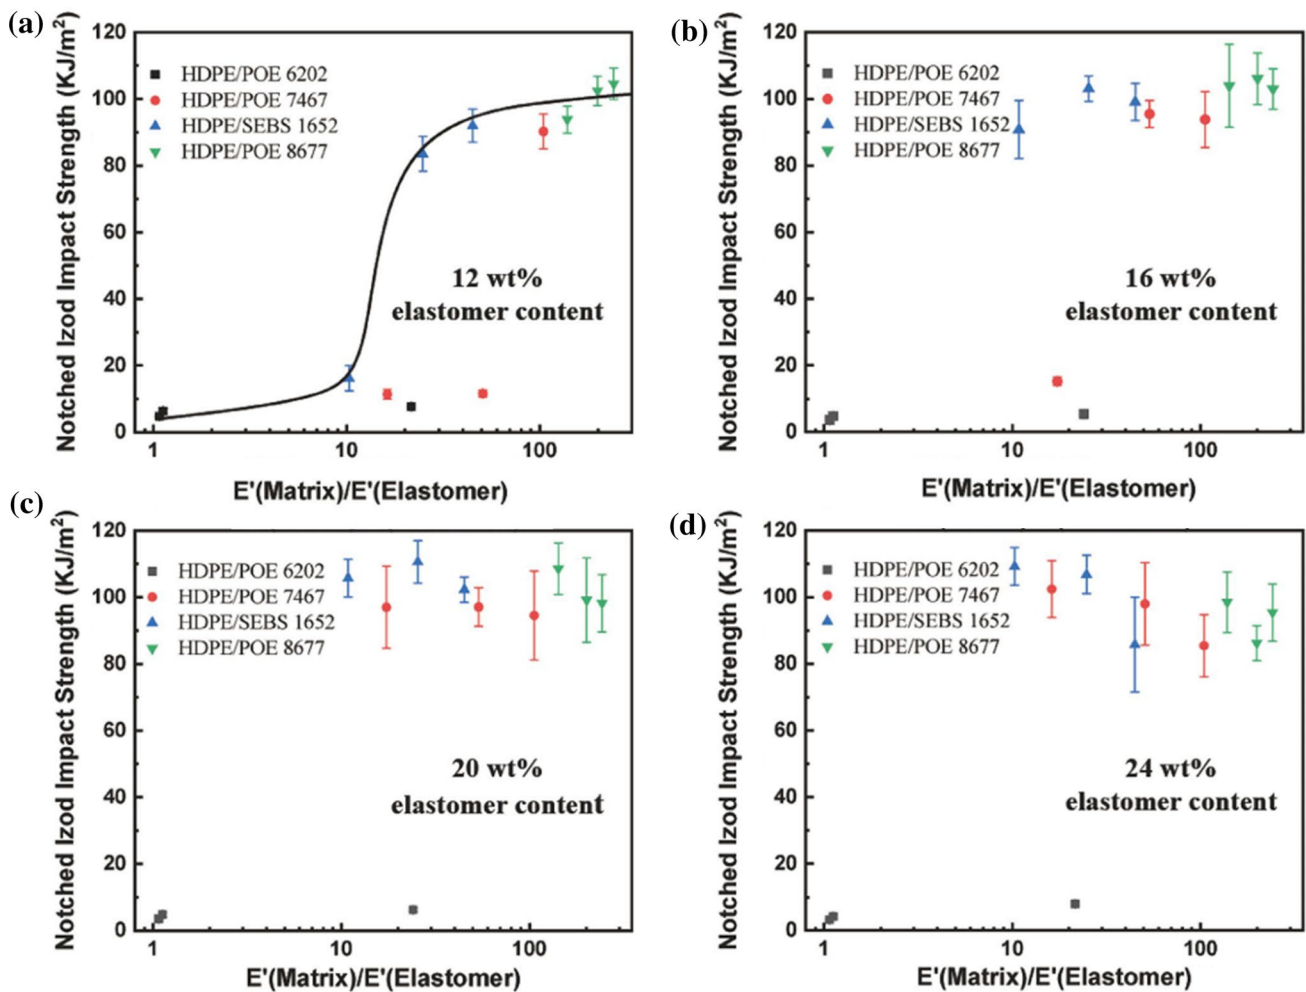 (a)
Notched Izod Impact Strength (KJ/m²)
120
100
80
60
40
20
0
HDPE/POE 6202
HDPE/POE 7467
HDPE/SEBS 1652
HDPE/POE 8677
12 wt%
elastomer content
1 10 100
E'(Matrix)/E'(Elastomer)
(b)
Notched Izod Impact Strength (KJ/m²)
120
100
80
60
40
20
0
HDPE/POE 6202
HDPE/POE 7467
HDPE/SEBS 1652
HDPE/POE 8677
16 wt%
elastomer content
1 10 100
E'(Matrix)/E'(Elastomer)
(c)
Notched Izod Impact Strength (KJ/m²)
120
100
80
60
40
20
0
HDPE/POE 6202
HDPE/POE 7467
HDPE/SEBS 1652
HDPE/POE 8677
20 wt%
elastomer content
1 10 100
E'(Matrix)/E'(Elastomer)
(d)
Notched Izod Impact Strength (KJ/m²)
120
100
80
60
40
20
0
HDPE/POE 6202
HDPE/POE 7467
HDPE/SEBS 1652
HDPE/POE 8677
24 wt%
elastomer content
1 10 100
E'(Matrix)/E'(Elastomer)